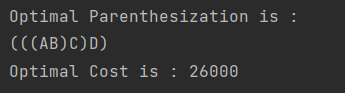 Optimal Parenthesization is :
(((AB)C)D)
Optimal Cost is : 26000